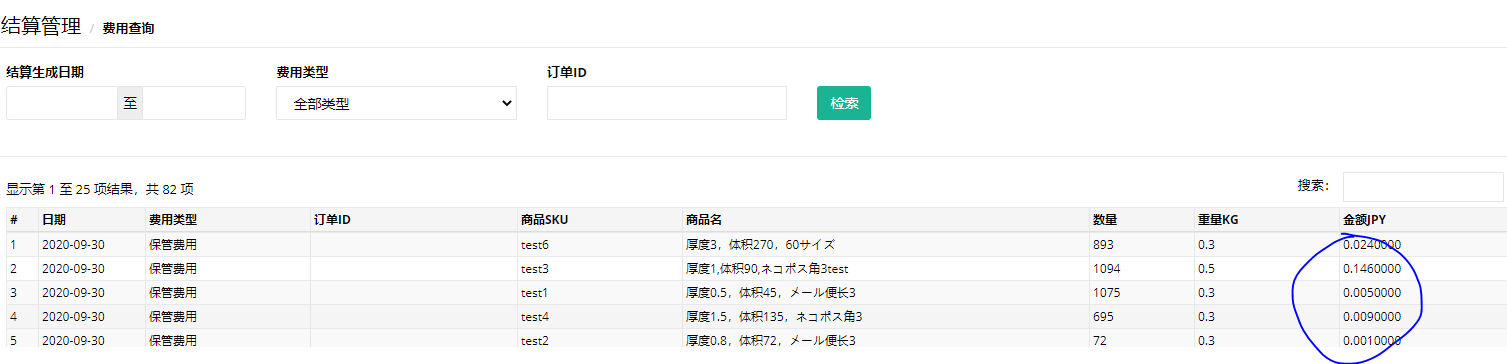 结算管理 / 费用查询
结算生成日期 费用类型 订单ID
至 全部类型 检索
显示第 1 至 25 项结果，共 82 项 搜索：
# 日期 费用类型 订单ID 商品SKU 商品名 数量 重量KG 金额JPY
1 2020-09-30 保管费用 test6 厚度3，体积270，60サイズ 893 0.3 0.0240000
2 2020-09-30 保管费用 test3 厚度1,体积90,ネコポス角3test 1094 0.5 0.1460000
3 2020-09-30 保管费用 test1 厚度0.5，体积45，メール便长3 1075 0.3 0.0050000
4 2020-09-30 保管费用 test4 厚度1.5，体积135，ネコポス角3 695 0.3 0.0090000
5 2020-09-30 保管费用 test2 厚度0.8，体积72，メール便长3 72 0.3 0.0010000